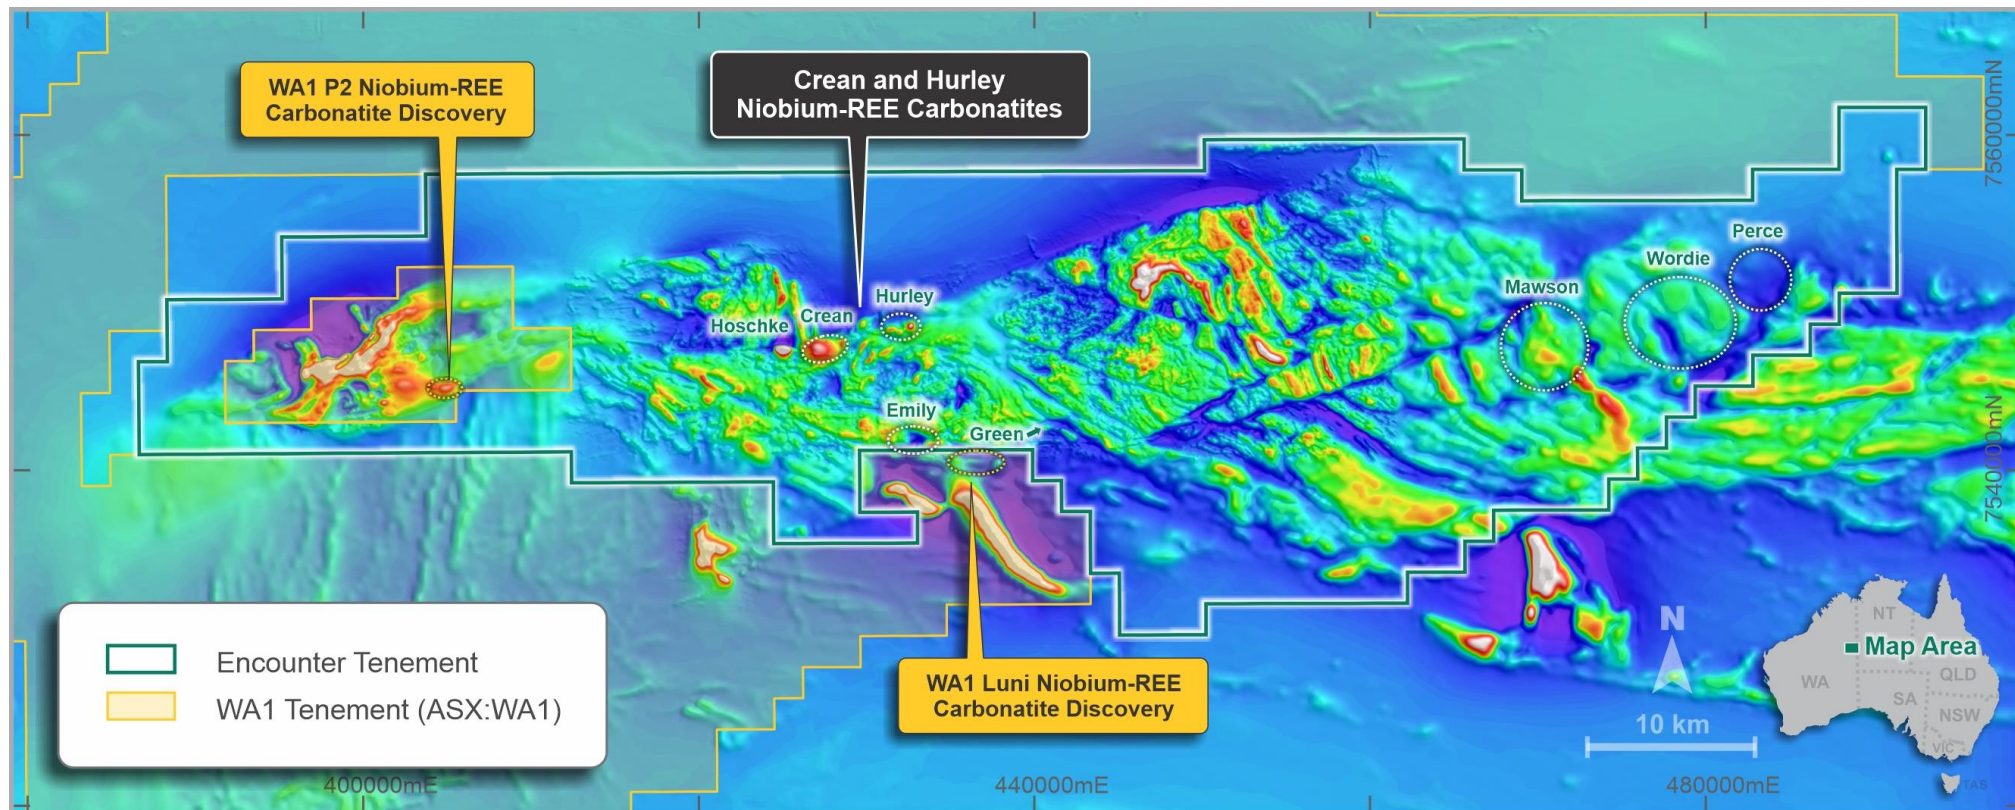 WA1 P2 Niobium-REE
Carbonatite Discovery
Crean and Hurley
Niobium-REE Carbonatites
7560000mN
Perce
Wordie
Mawson
Hurley
Crean
Hoschke
Emily
Green
7540000mN
WA1 Luni Niobium-REE
Carbonatite Discovery
Encounter Tenement
WA1 Tenement (ASX:WA1)
N
10 km
NT
Map Area
WA
QLD
SA
NSW
VIC
TAS
400000mE
440000mE
480000mE